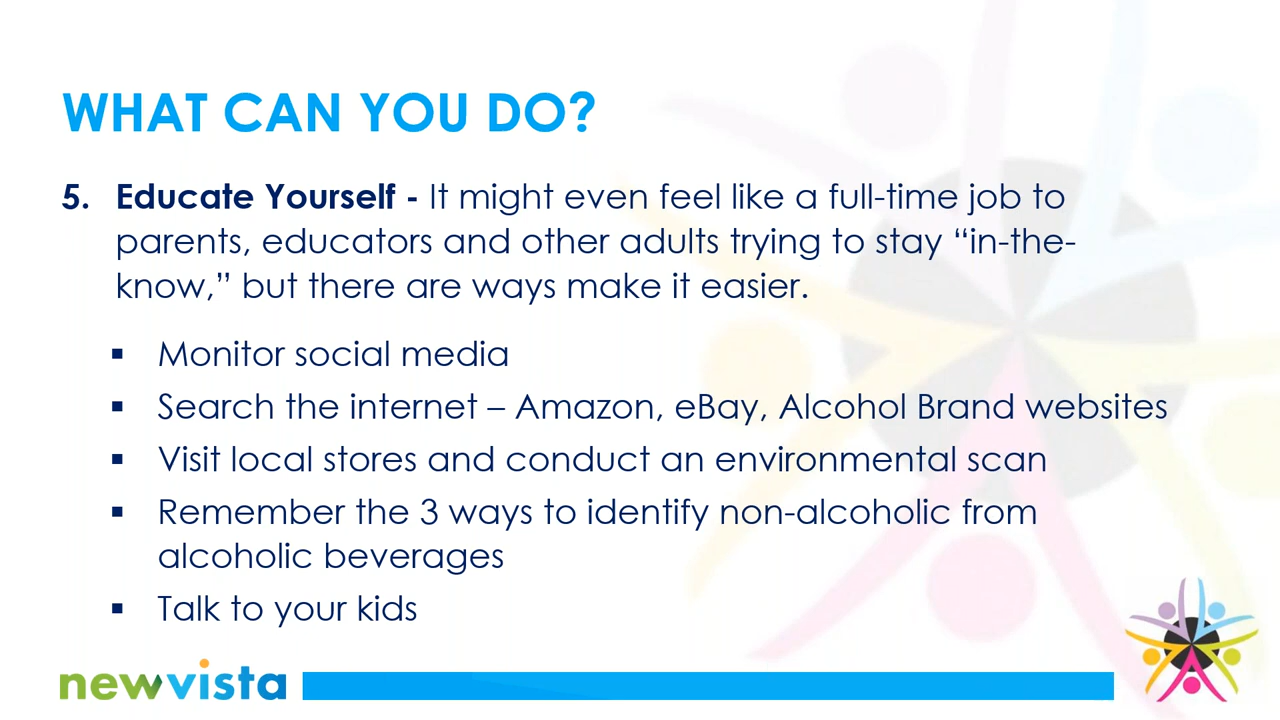 WHAT CAN YOU DO?
5. Educate Yourself - It might even feel like a full-time job to
parents, educators and other adults trying to stay “in-the-
know,” but there are ways make it easier.
▪ Monitor social media
▪ Search the internet – Amazon, eBay, Alcohol Brand websites
▪ Visit local stores and conduct an environmental scan
▪ Remember the 3 ways to identify non-alcoholic from
alcoholic beverages
▪ Talk to your kids
newvista